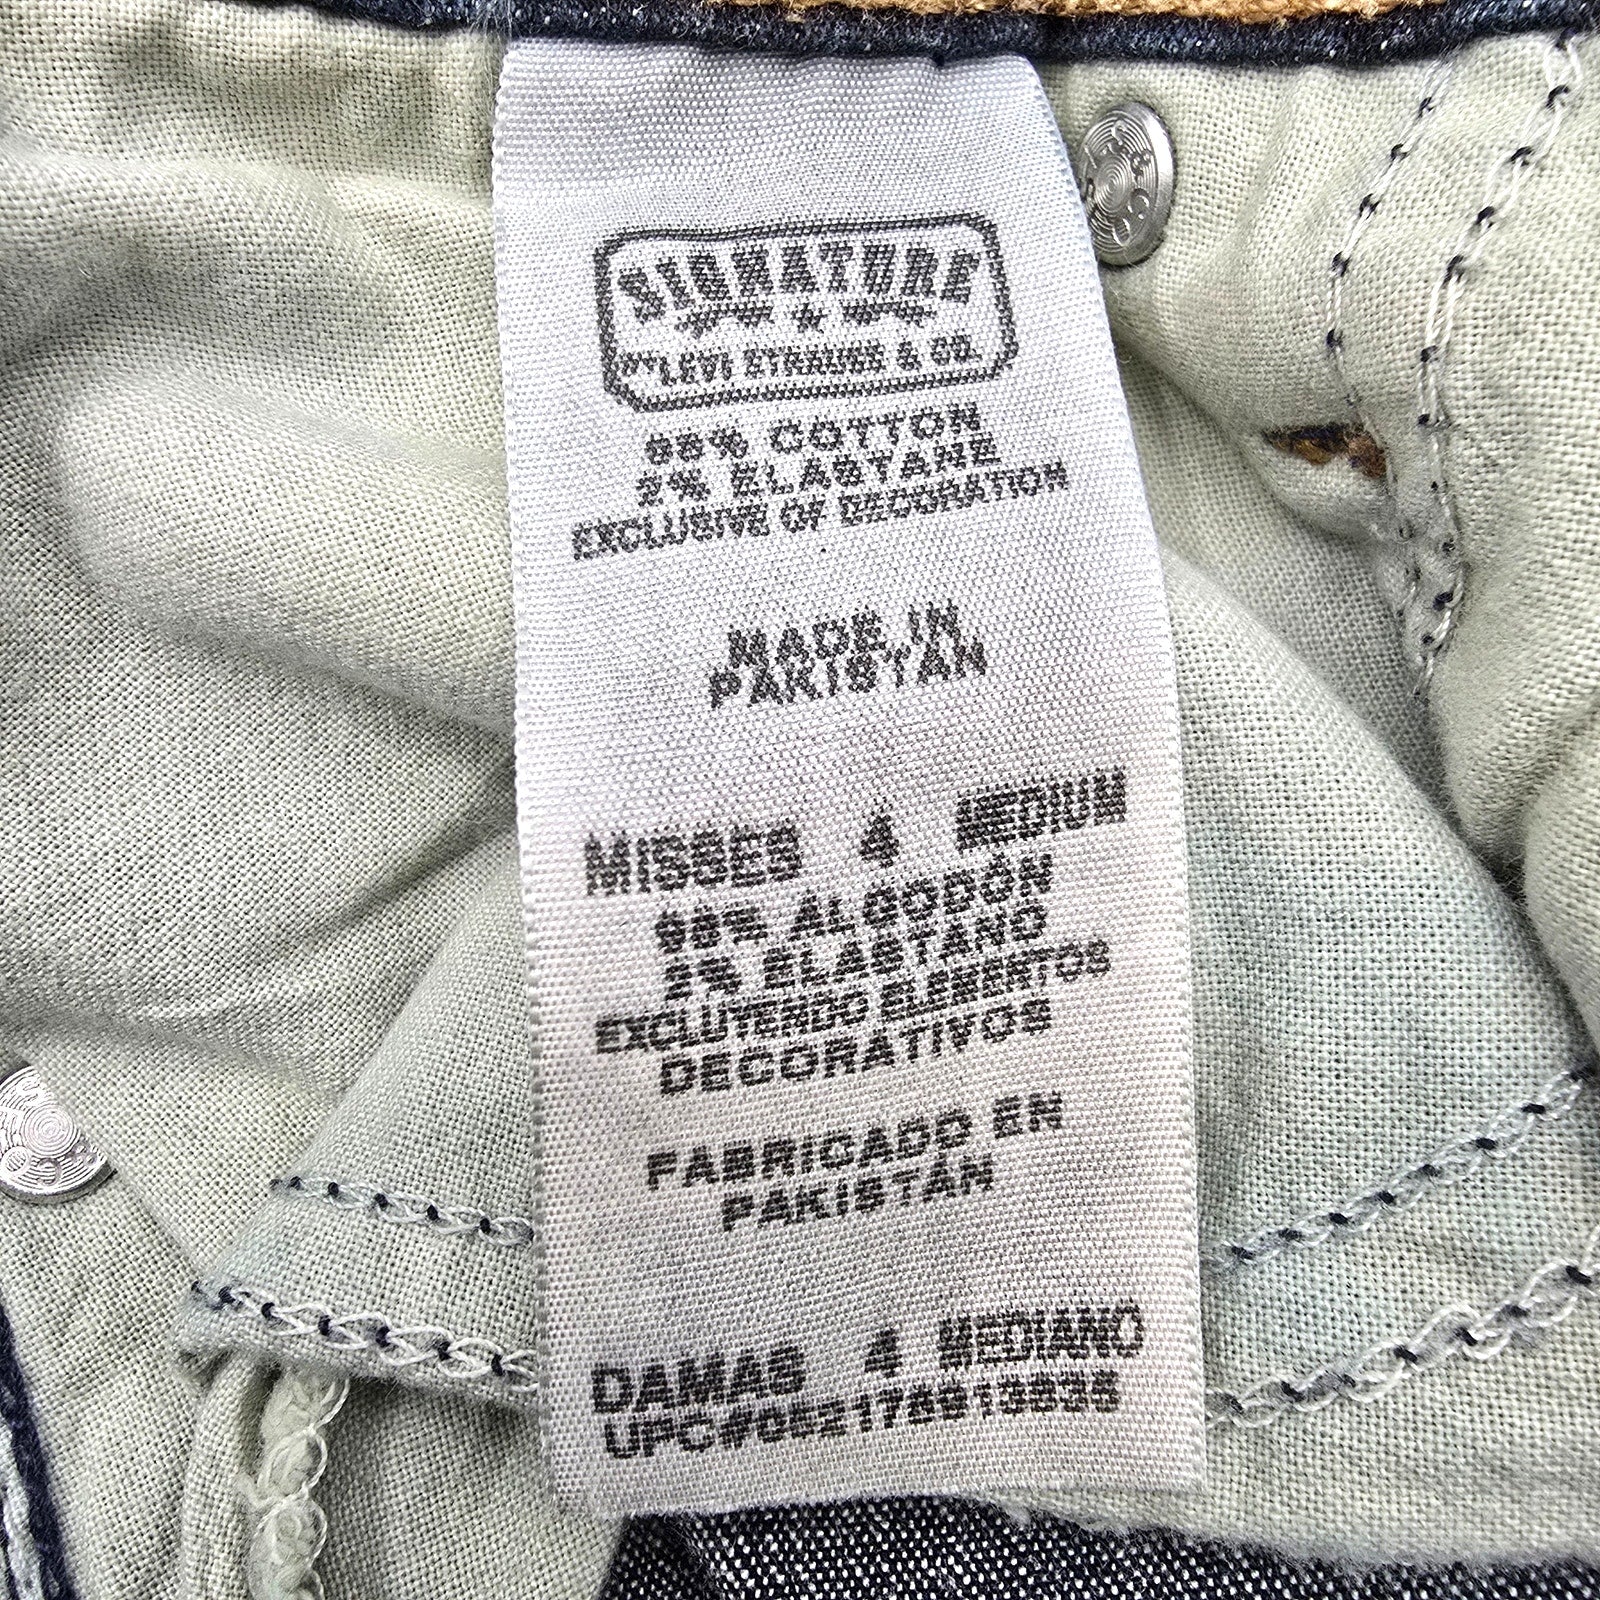 SIGNATURE
BY LEVI STRAUSS & CO.
98% COTTON
2% ELASTANE
EXCLUSIVE OF DECORATION
MADE IN
PAKISTAN
MISSES 4 MEDIUM
98% ALGODÓN
2% ELASTANO
EXCLUYENDO ELEMENTOS
DECORATIVOS
FABRICADO EN
PAKISTÁN
DAMAS 4 MEDIANO